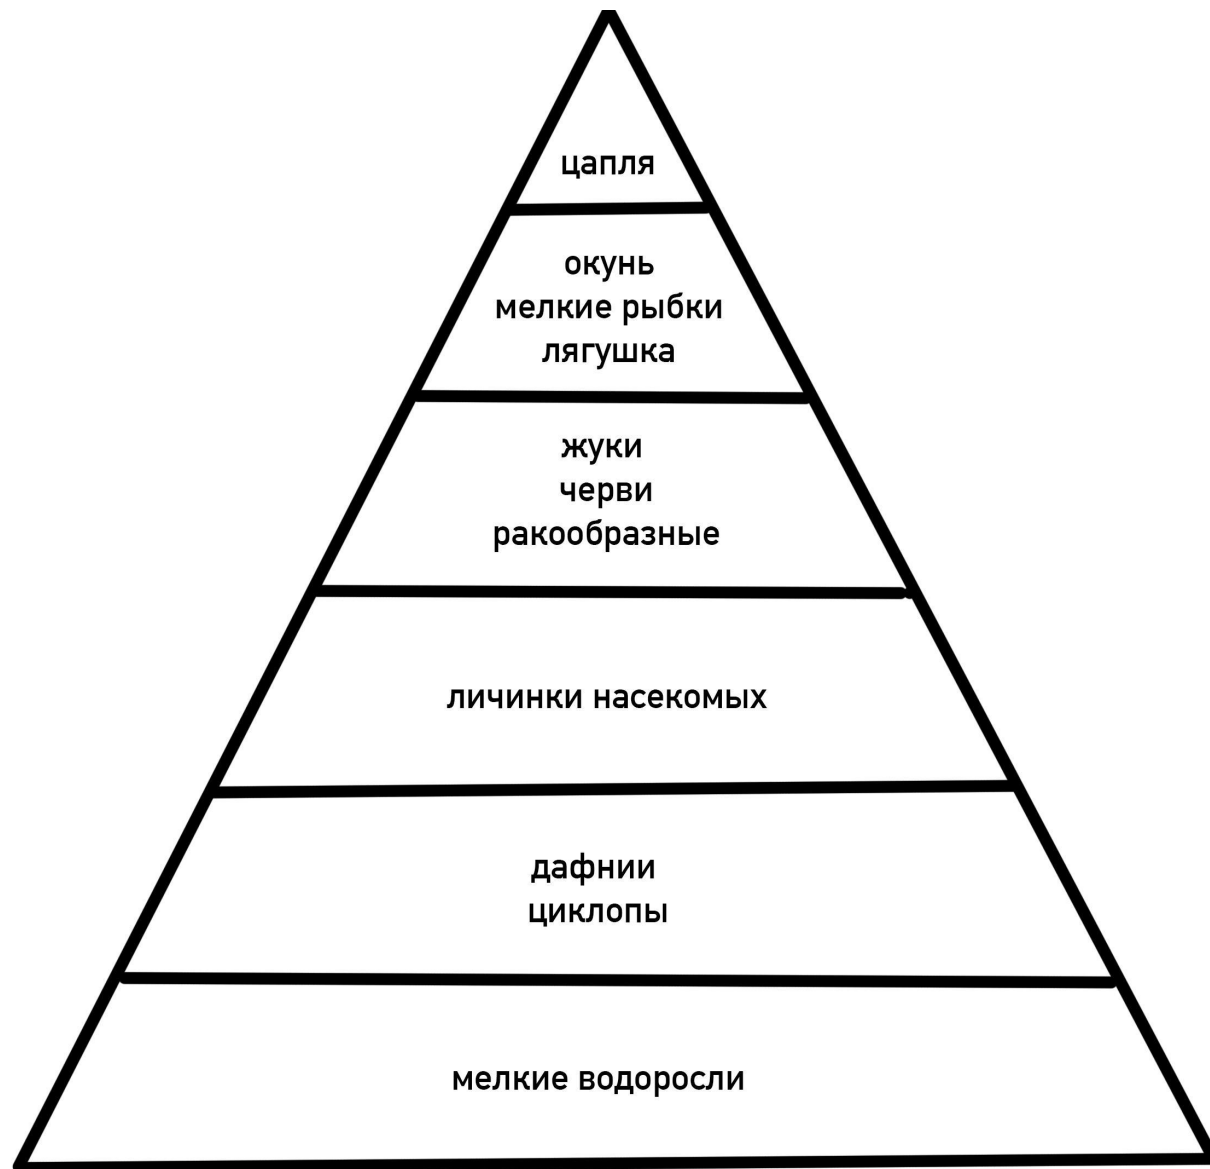 цапля
окунь
мелкие рыбки
лягушка
жуки
черви
ракообразные
личинки насекомых
дафнии
циклопы
мелкие водоросли